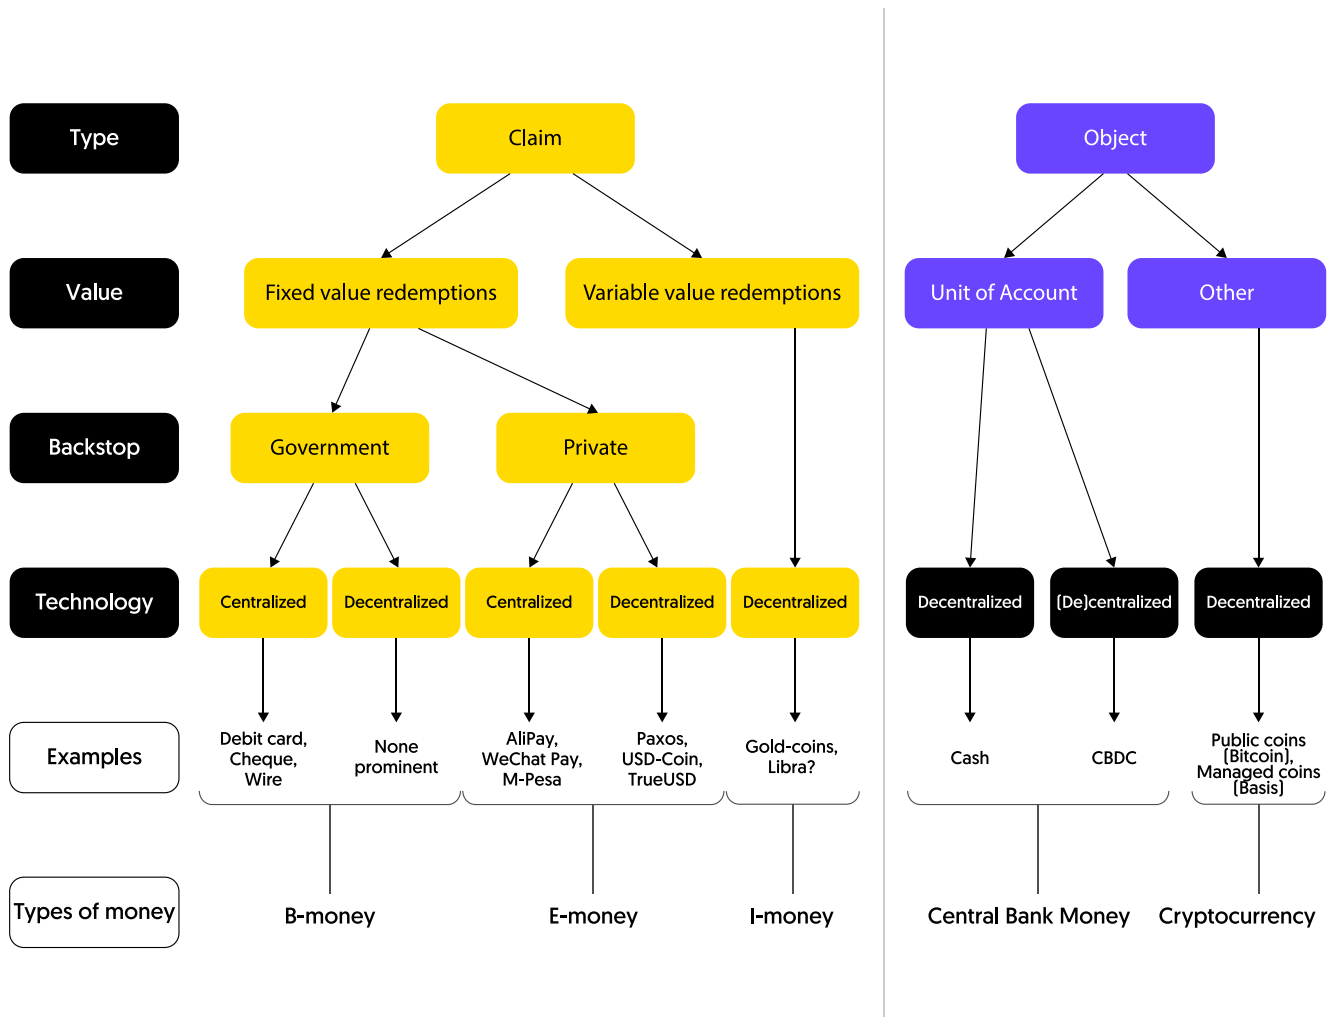 Type
Claim
Object
Value
Fixed value redemptions
Variable value redemptions
Unit of Account
Other
Backstop
Government
Private
Technology
Centralized
Decentralized
Centralized
Decentralized
Decentralized
Decentralized
(De)centralized
Decentralized
Examples
Debit card,
Cheque,
Wire
None
prominent
AliPay,
WeChat Pay,
M-Pesa
Paxos,
USD-Coin,
TrueUSD
Gold-coins,
Libra?
Cash
CBDC
Public coins
(Bitcoin),
Managed coins
(Basis)
Types of money
B-money
E-money
I-money
Central Bank Money
Cryptocurrency